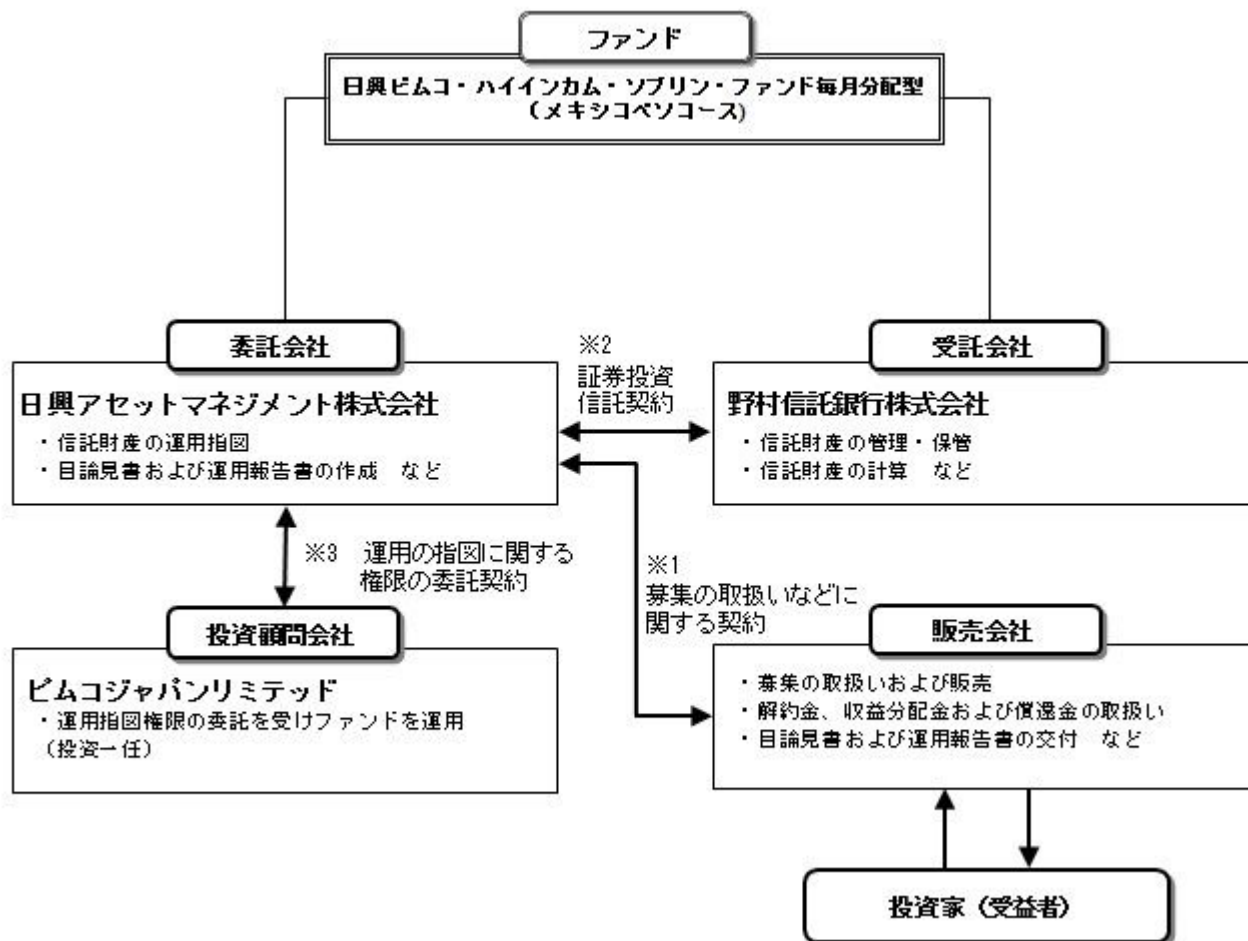 ファンド
日興ピムコ・ハイインカム・ソブリン・ファンド毎月分配型
(メキシコペソコース)
委託会社
日興アセットマネジメント株式会社
・信託財産の運用指図
・目論見書および運用報告書の作成 など
※2
証券投資
信託契約
受託会社
野村信託銀行株式会社
・信託財産の管理・保管
・信託財産の計算 など
※3 運用の指図に関する
権限の委託契約
※1
募集の取扱いなどに
関する契約
投資顧問会社
ピムコジャパンリミテッド
・運用指図権限の委託を受けファンドを運用
(投資一任)
販売会社
・募集の取扱いおよび販売
・解約金、収益分配金および償還金の取扱い
・目論見書および運用報告書の交付 など
投資家(受益者)